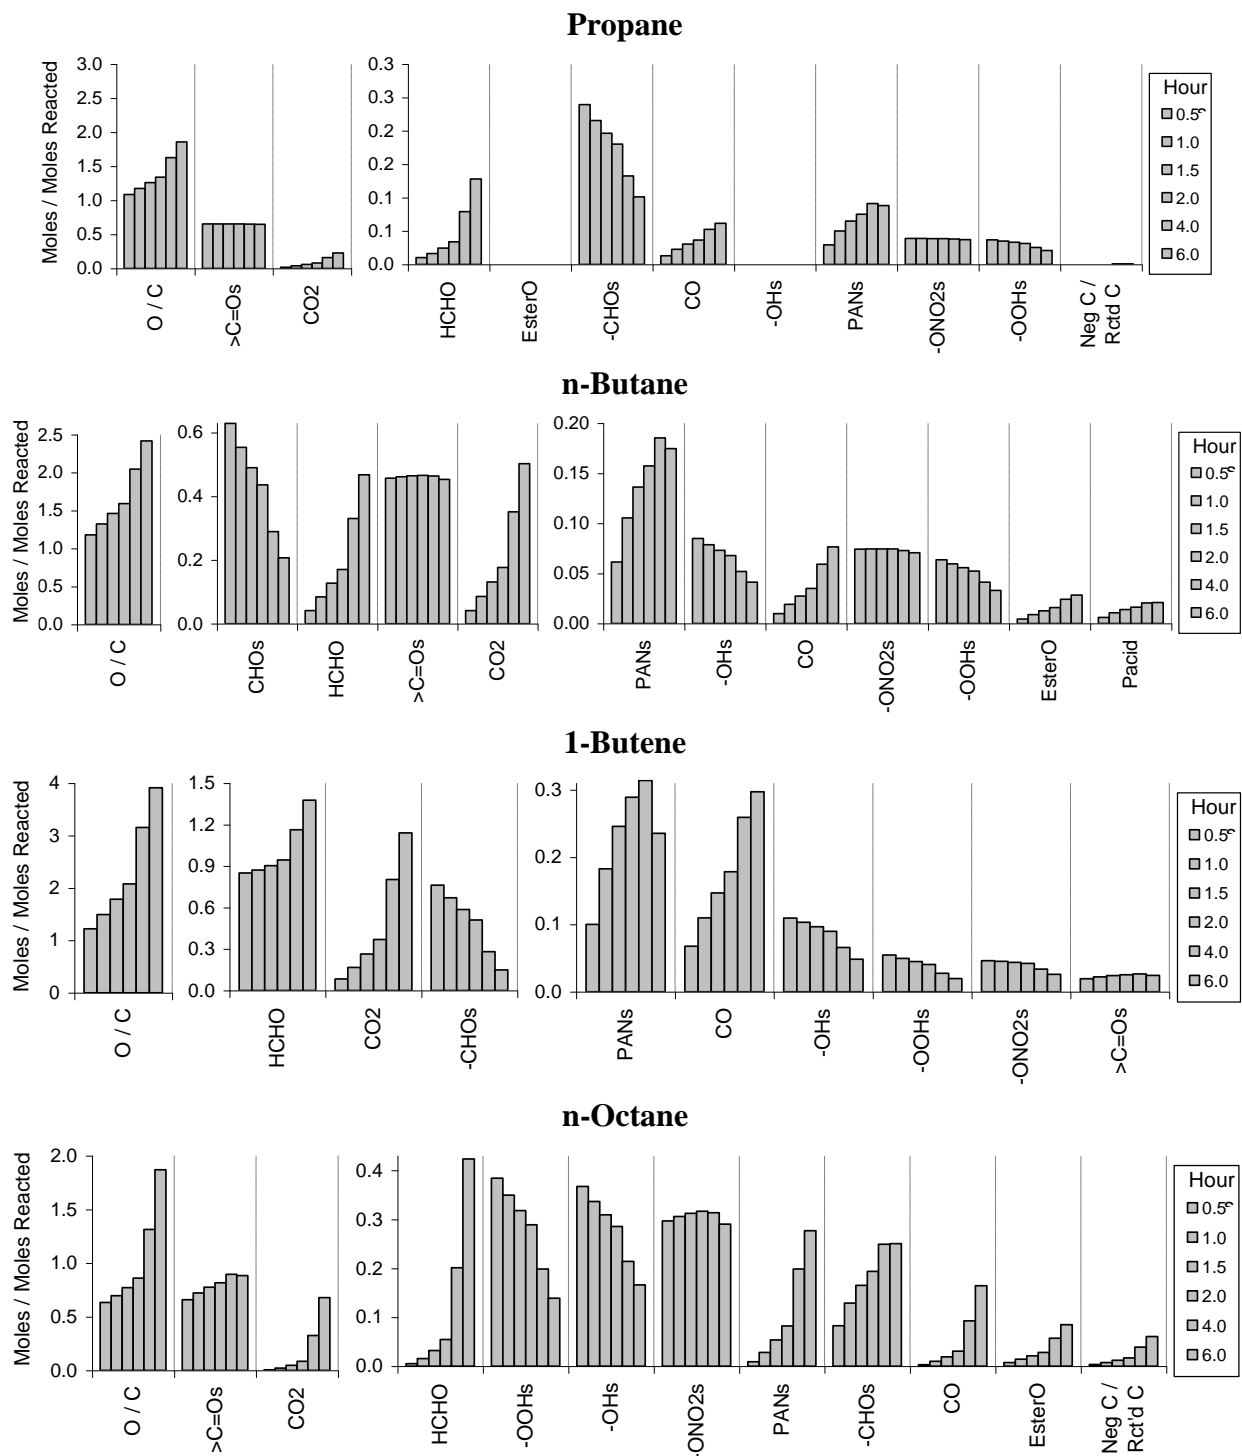 Propane
Moles / Moles Reacted
3.0
2.5
2.0
1.5
1.0
0.5
0.0
O / C
>C=Os
CO2
0.3
0.3
0.2
0.2
0.1
0.1
0.0
HCHO
EsterO
-CHOs
CO
-OHs
PANs
-ONO2s
-OOHs
Neg C /
Rctd C
Hour
0.5
1.0
1.5
2.0
4.0
6.0
n-Butane
Moles / Moles Reacted
2.5
2.0
1.5
1.0
0.5
0.0
O / C
0.6
0.4
0.2
0.0
CHOs
HCHO
>C=Os
CO2
0.20
0.15
0.10
0.05
0.00
PANs
-OHs
CO
-ONO2s
-OOHs
EsterO
Pacid
Hour
0.5
1.0
1.5
2.0
4.0
6.0
1-Butene
Moles / Moles Reacted
4
3
2
1
0
O / C
1.5
1.2
0.9
0.6
0.3
0.0
HCHO
CO2
-CHOs
0.3
0.2
0.1
0.0
PANs
CO
-OHs
-OOHs
-ONO2s
>C=Os
Hour
0.5
1.0
1.5
2.0
4.0
6.0
n-Octane
Moles / Moles Reacted
2.0
1.5
1.0
0.5
0.0
O / C
>C=Os
CO2
0.4
0.3
0.2
0.1
0.0
HCHO
-OOHs
-OHs
-ONO2s
PANs
-CHOs
CO
EsterO
Neg C /
Rct'd C
Hour
0.5
1.0
1.5
2.0
4.0
6.0